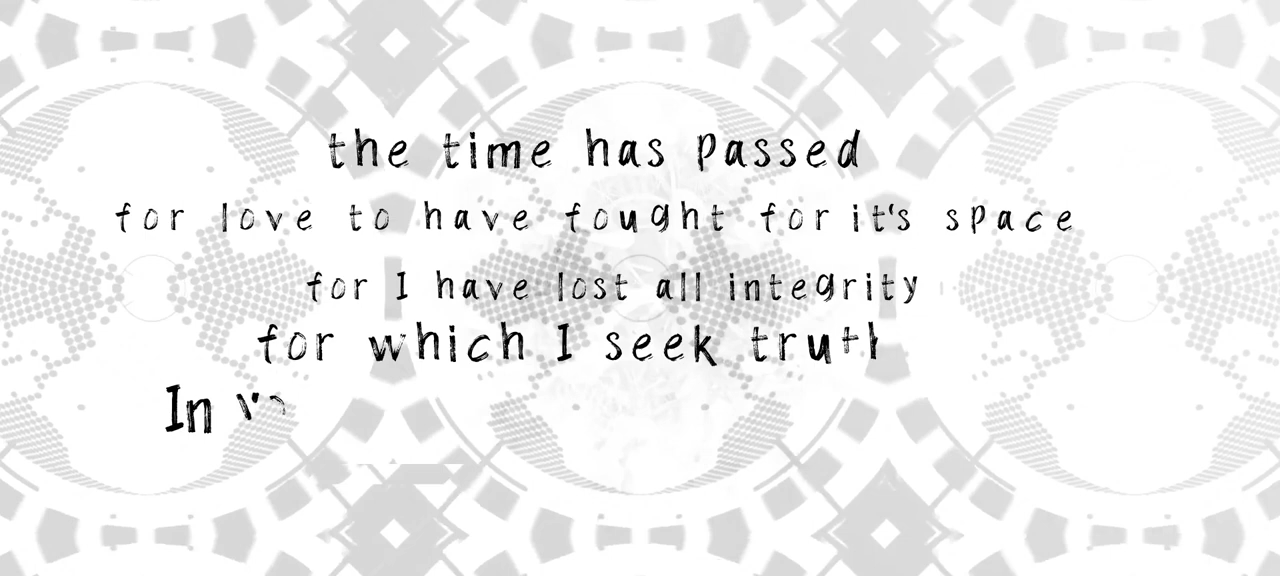 the time has passed
for love to have fought for it's space
for I have lost all integrity
for which I seek truth
In